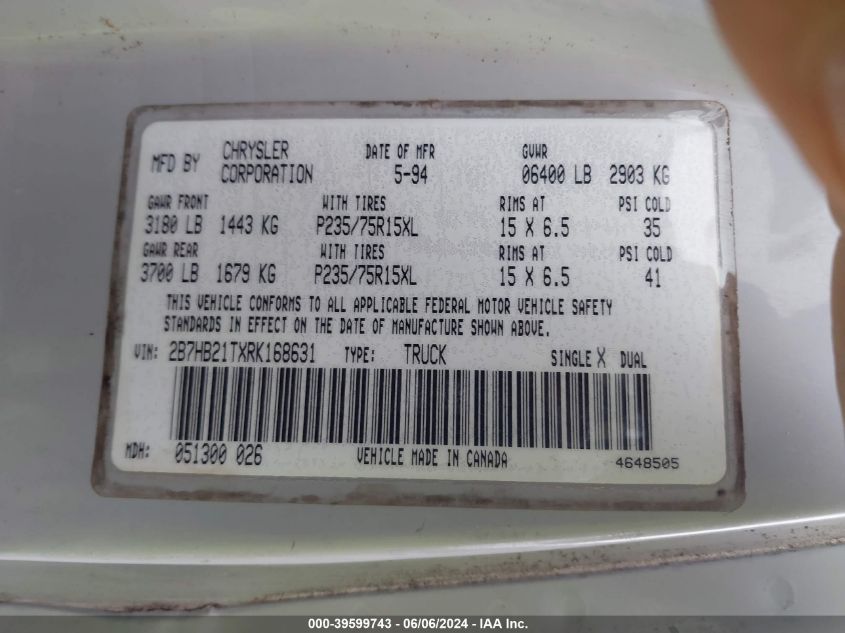 MFD BY CHRYSLER CORPORATION DATE OF MFR 5-94 GVWR 06400 LB 2903 KG
GAWR FRONT WITH TIRES RIMS AT PSI COLD
3180 LB 1443 KG P235/75R15XL 15 X 6.5 35
GAWR REAR WITH TIRES RIMS AT PSI COLD
3700 LB 1679 KG P235/75R15XL 15 X 6.5 41
THIS VEHICLE CONFORMS TO ALL APPLICABLE FEDERAL MOTOR VEHICLE SAFETY
STANDARDS IN EFFECT ON THE DATE OF MANUFACTURE SHOWN ABOVE.
VIN: 2B7HB21TXRK168631 TYPE: TRUCK SINGLE X DUAL
MDH: 051300 026 VEHICLE MADE IN CANADA 4648505
000-39599743 - 06/06/2024 - IAA Inc.